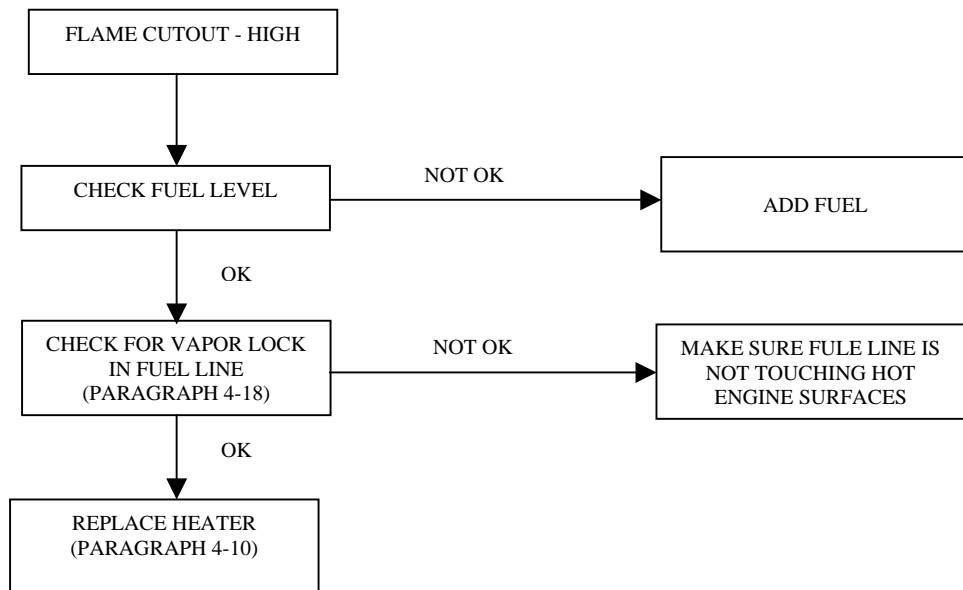 FLAME CUTOUT - HIGH
CHECK FUEL LEVEL
NOT OK
ADD FUEL
OK
CHECK FOR VAPOR LOCK
IN FUEL LINE
(PARAGRAPH 4-18)
NOT OK
MAKE SURE FULE LINE IS
NOT TOUCHING HOT
ENGINE SURFACES
OK
REPLACE HEATER
(PARAGRAPH 4-10)